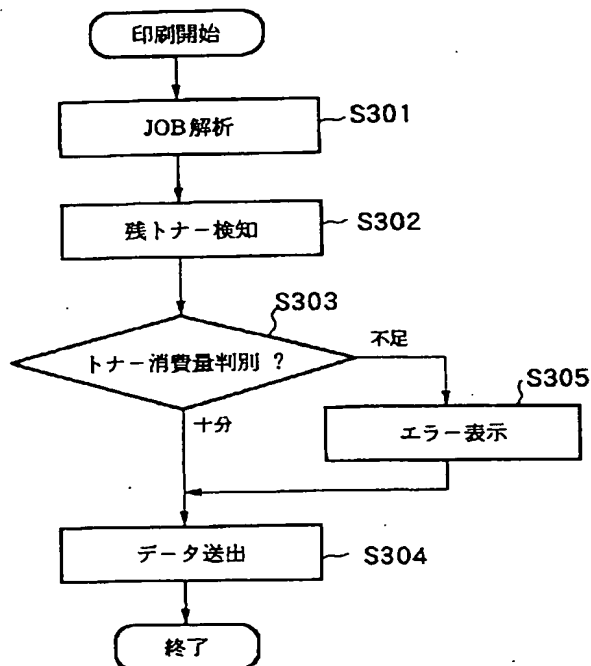 印刷開始
JOB解析
S301
残トナー検知
S302
S303
トナー消費量判別 ?
不足
S305
エラー表示
十分
データ送出
S304
終了